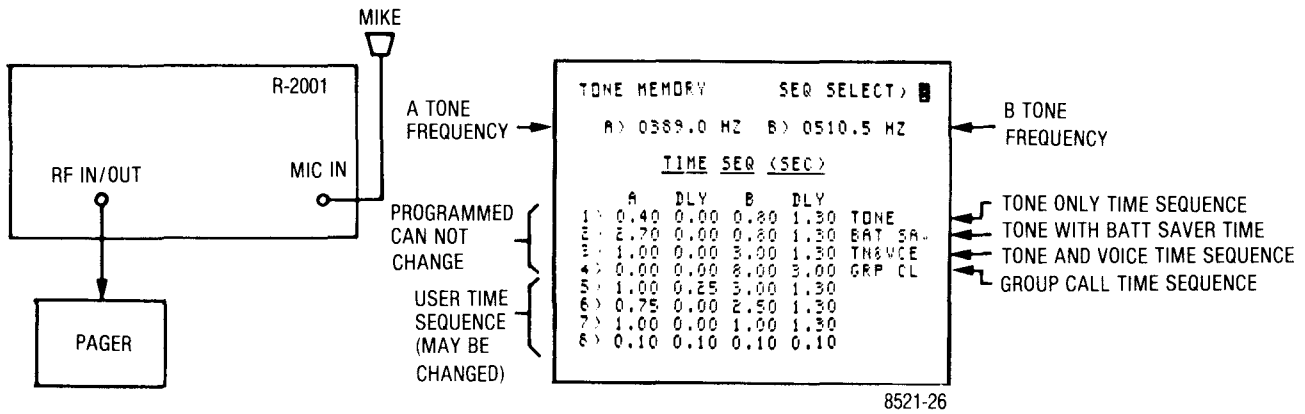 MIKE
R-2001
RF IN/OUT
MIC IN
PAGER
A TONE
FREQUENCY
PROGRAMMED
CAN NOT
CHANGE
USER TIME
SEQUENCE
(MAY BE
CHANGED)
TONE MEMORY SEQ SELECT>
A> 0389.0 HZ B> 0510.5 HZ
TIME SEQ (SEC)
A DLY B DLY
1> 0.40 0.00 0.80 1.30 TONE
2> 2.70 0.00 0.80 1.30 BAT SAV
3> 1.00 0.00 3.00 1.30 TN&VCE
4> 0.00 0.00 8.00 3.00 GRP CL
5> 1.00 0.25 3.00 1.30
6> 0.75 0.00 2.50 1.30
7> 1.00 0.00 1.00 1.30
8> 0.10 0.10 0.10 0.10
B TONE
FREQUENCY
TONE ONLY TIME SEQUENCE
TONE WITH BATT SAVER TIME
TONE AND VOICE TIME SEQUENCE
GROUP CALL TIME SEQUENCE
8521-26